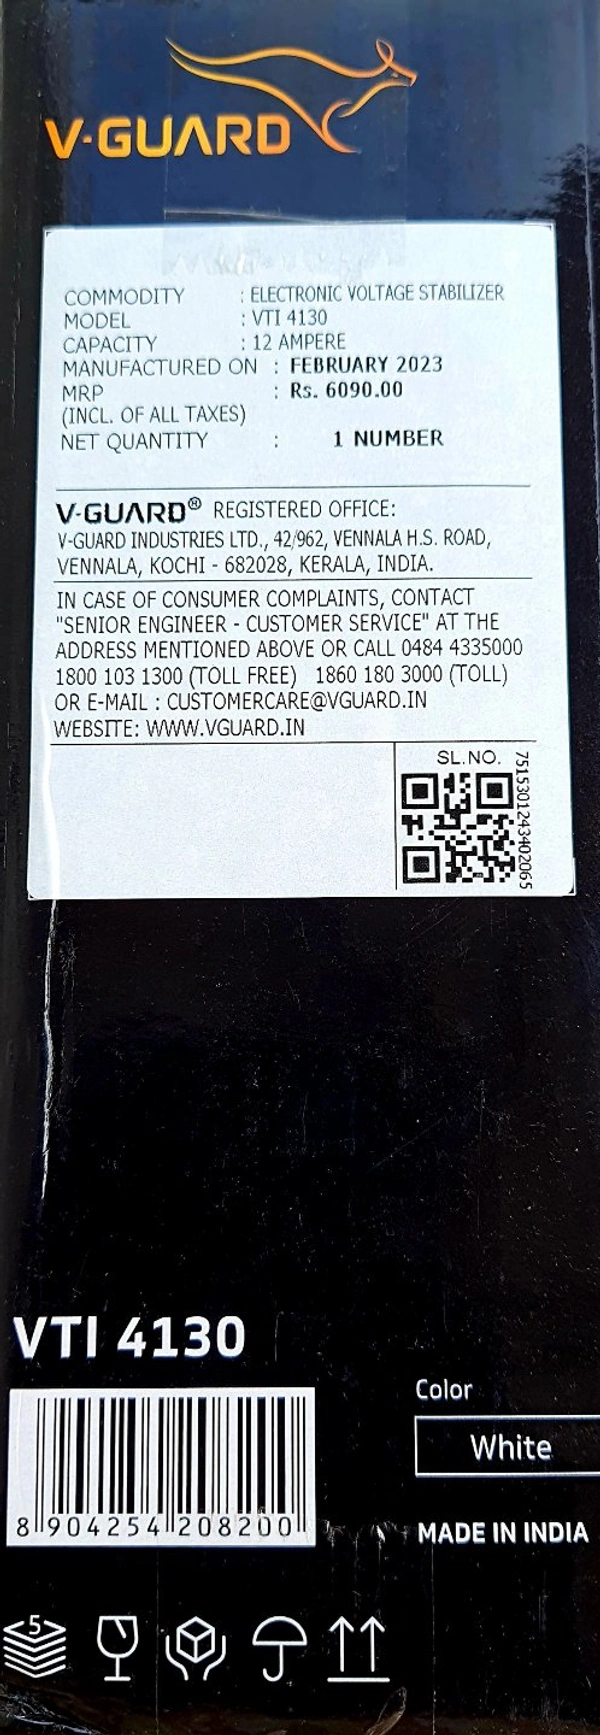 V-GUARD
COMMODITY : ELECTRONIC VOLTAGE STABILIZER
MODEL : VTI 4130
CAPACITY : 12 AMPERE
MANUFACTURED ON : FEBRUARY 2023
MRP : Rs. 6090.00
(INCL. OF ALL TAXES)
NET QUANTITY : 1 NUMBER
V-GUARD® REGISTERED OFFICE:
V-GUARD INDUSTRIES LTD., 42/962, VENNALA H.S. ROAD,
VENNALA, KOCHI - 682028, KERALA, INDIA.
IN CASE OF CONSUMER COMPLAINTS, CONTACT
"SENIOR ENGINEER - CUSTOMER SERVICE" AT THE
ADDRESS MENTIONED ABOVE OR CALL 0484 4335000
1800 103 1300 (TOLL FREE) 1860 180 3000 (TOLL)
OR E-MAIL : CUSTOMERCARE@VGUARD.IN
WEBSITE: WWW.VGUARD.IN
SL.NO.
7515301243402065
VTI 4130
Color
White
8 904254 208200
MADE IN INDIA
5